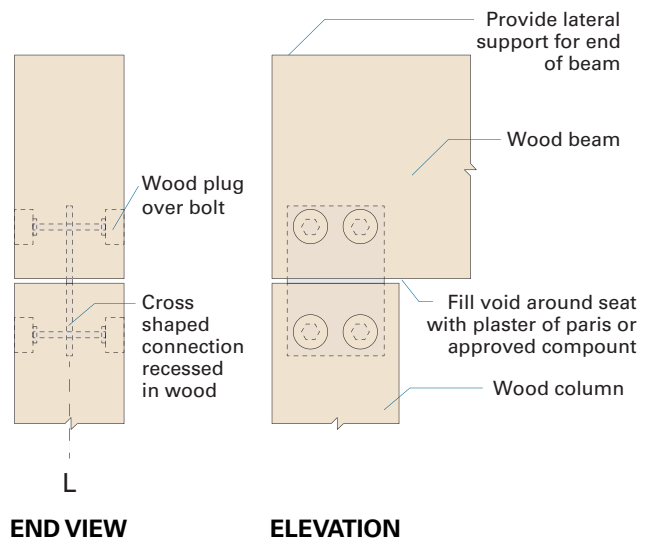 Provide lateral
support for end
of beam
Wood beam
Wood plug
over bolt
Cross
shaped
connection
recessed
in wood
Fill void around seat
with plaster of paris or
approved compount
Wood column
L
END VIEW
ELEVATION